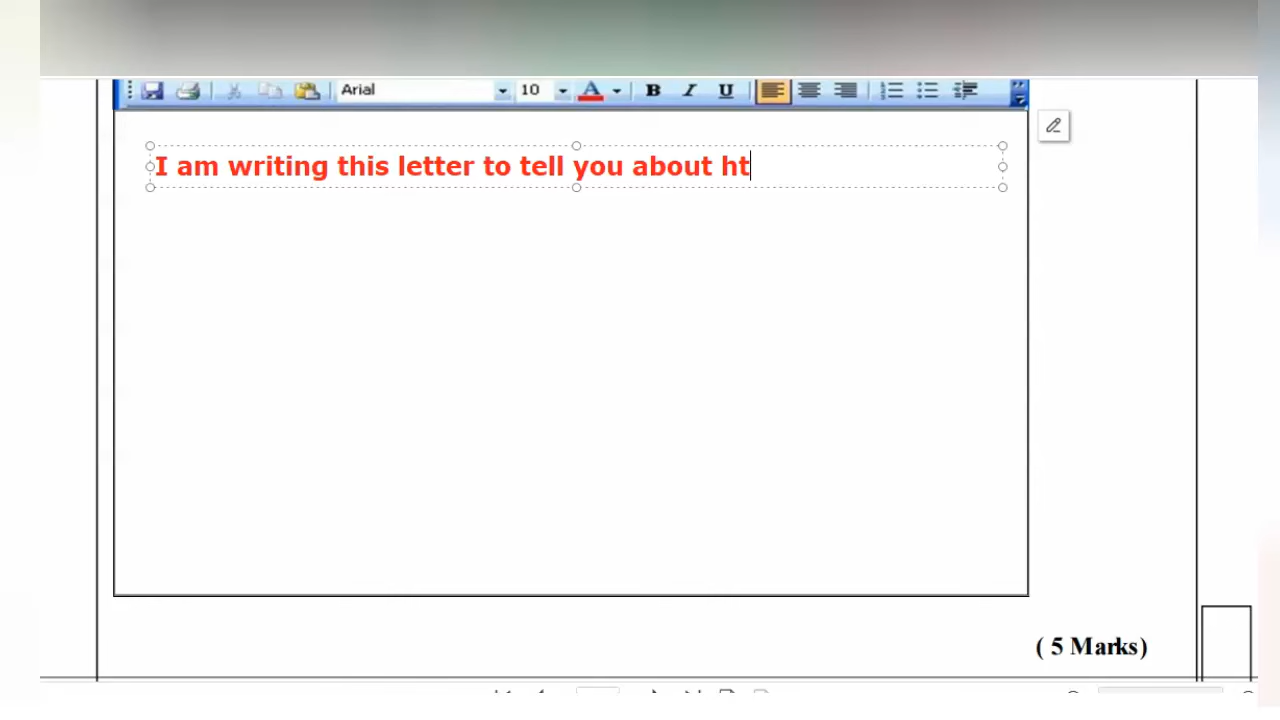 Arial 10 A B I U
I am writing this letter to tell you about ht
( 5 Marks)